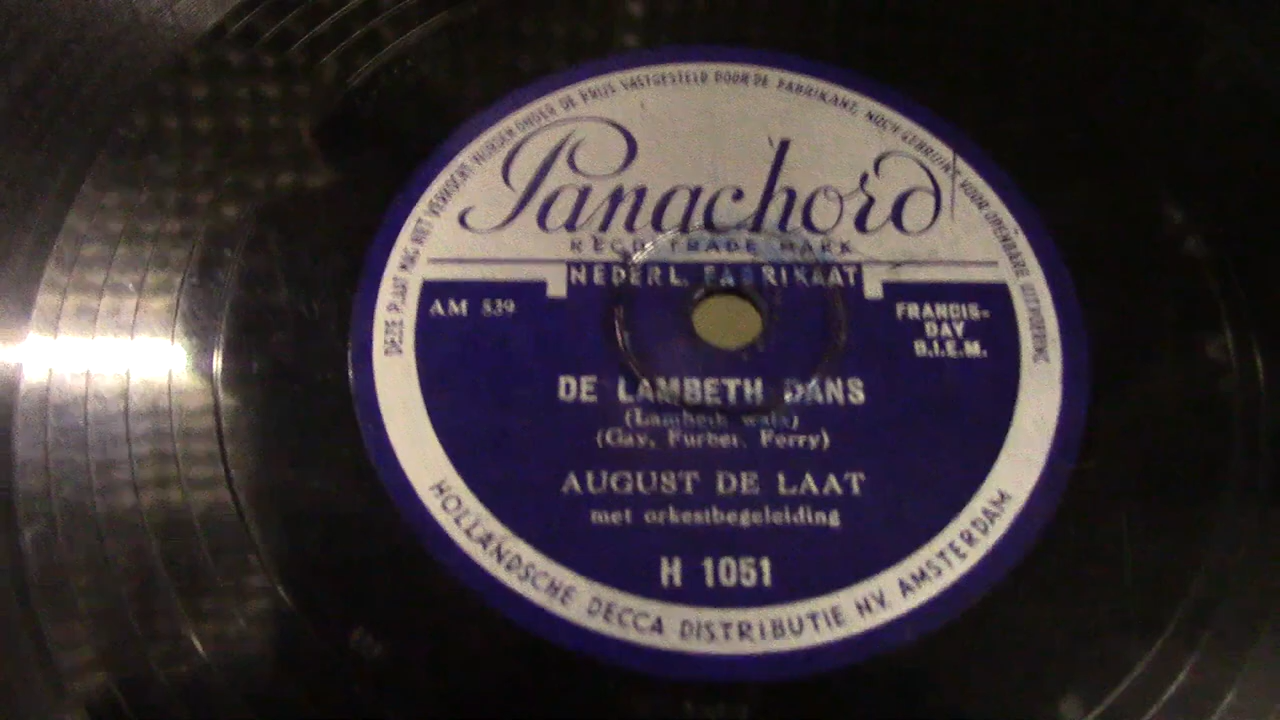 DEZE PLAAT MAG NIET VERKOCHT WORDEN ONDER DE PRIJS VASTGESTELD DOOR DE FABRIKANT, NOCH GEBRUIKT VOOR OPENBARE UITVOERING
Panachord
REGD TRADE MARK
NEDERL. FABRIKAAT
AM 539
FRANCIS-
DAY
B.I.E.M.
DE LAMBETH DANS
(Lambeth walk)
(Gay, Furber, Ferry)
AUGUST DE LAAT
met orkestbegeleiding
H 1051
HOLLANDSCHE DECCA DISTRIBUTIE N.V. AMSTERDAM